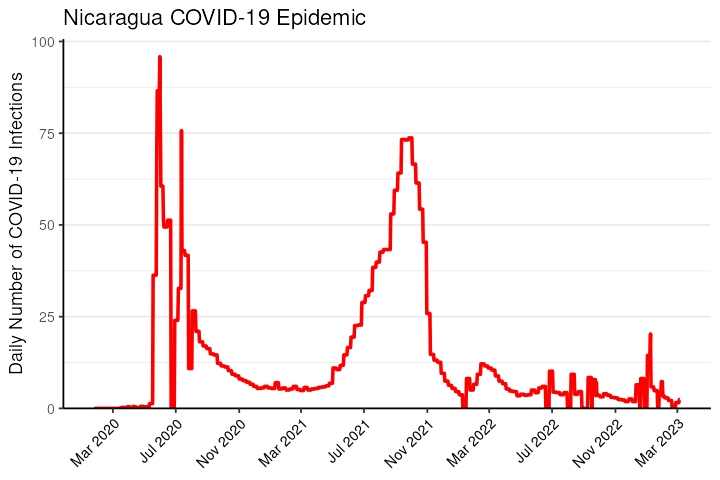 Nicaragua COVID-19 Epidemic
Daily Number of COVID-19 Infections
100
75
50
25
0
Mar 2020
Jul 2020
Nov 2020
Mar 2021
Jul 2021
Nov 2021
Mar 2022
Jul 2022
Nov 2022
Mar 2023